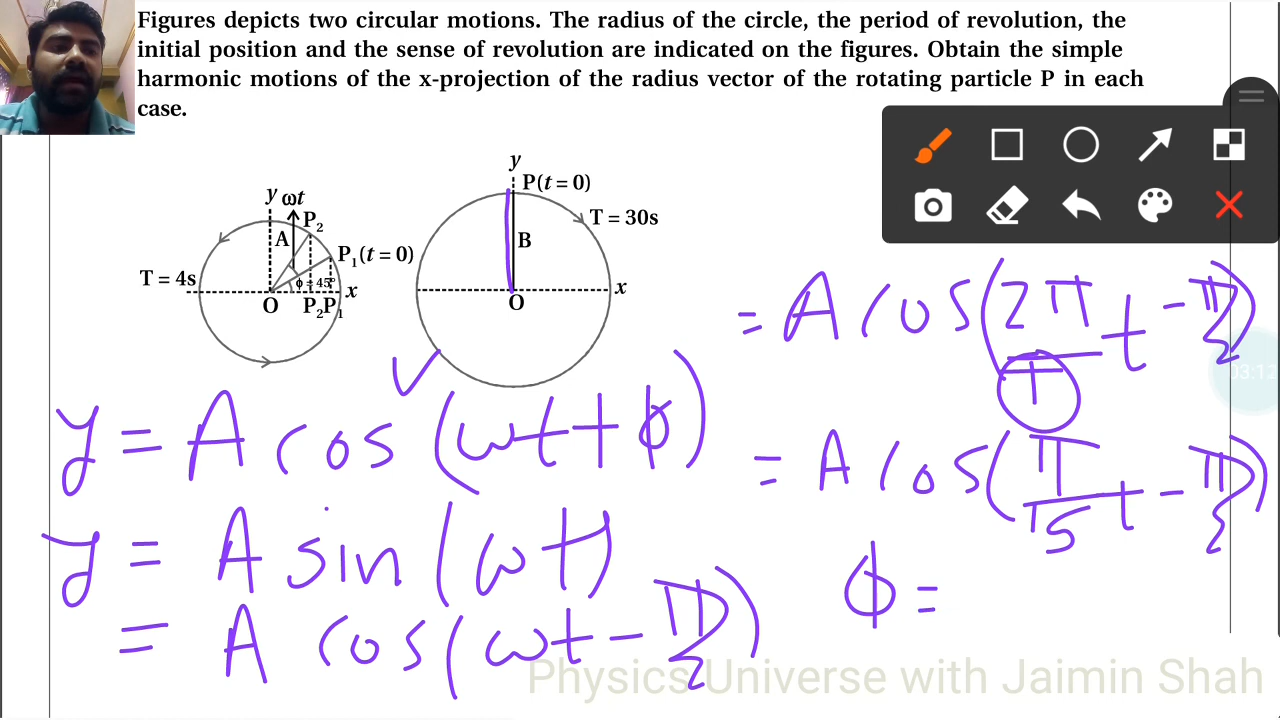 Figures depicts two circular motions. The radius of the circle, the period of revolution, the
initial position and the sense of revolution are indicated on the figures. Obtain the simple
harmonic motions of the x-projection of the radius vector of the rotating particle P in each
case.
y ωt
P₂
A
P₁(t = 0)
T = 4s
ϕ = 45°
x
O P₂P₁
y
P(t = 0)
T = 30s
B
x
O
= A cos(2π/T t - π/2)
03:12
y = A cos(ωt + ϕ)
= A cos(π/15 t - π/2)
y = A sin(ωt)
ϕ =
= A cos(ωt - π/2)
Physics Universe with Jaimin Shah